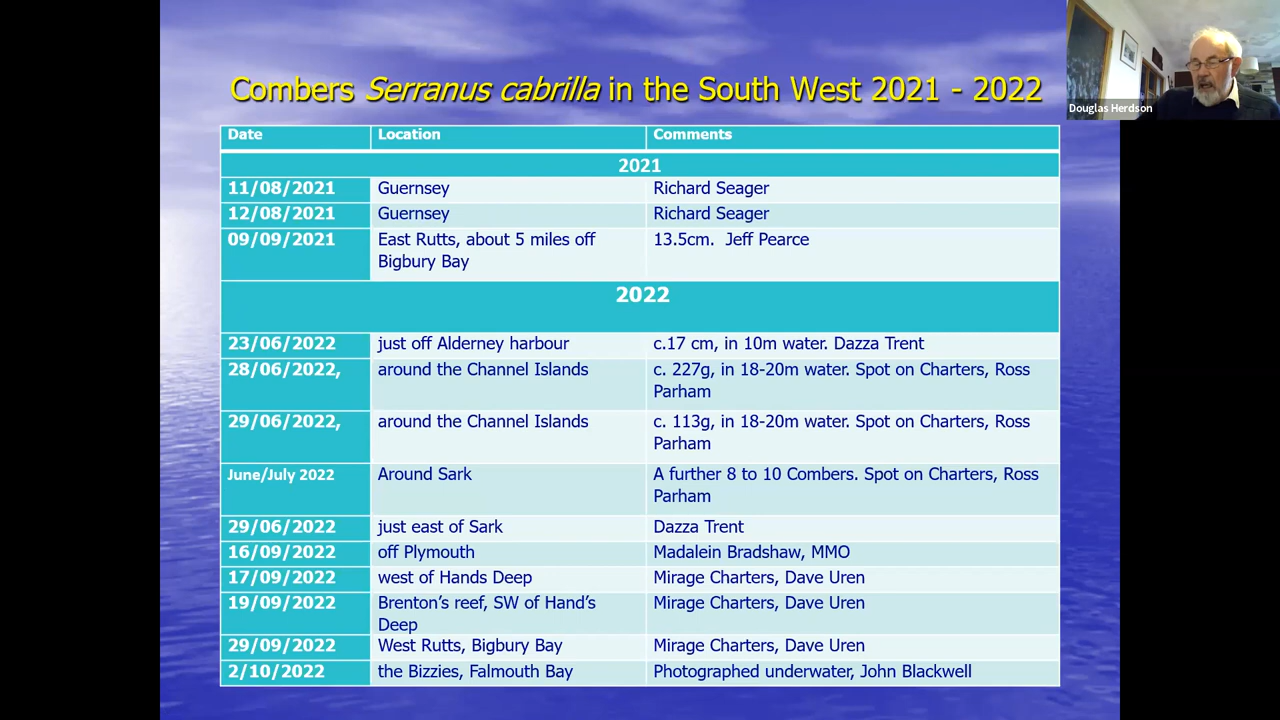 Combers Serranus cabrilla in the South West 2021 - 2022
Douglas Herdson
Date Location Comments
2021
11/08/2021 Guernsey Richard Seager
12/08/2021 Guernsey Richard Seager
09/09/2021 East Rutts, about 5 miles off 13.5cm. Jeff Pearce
Bigbury Bay
2022
23/06/2022 just off Alderney harbour c.17 cm, in 10m water. Dazza Trent
28/06/2022, around the Channel Islands c. 227g, in 18-20m water. Spot on Charters, Ross
Parham
29/06/2022, around the Channel Islands c. 113g, in 18-20m water. Spot on Charters, Ross
Parham
June/July 2022 Around Sark A further 8 to 10 Combers. Spot on Charters, Ross
Parham
29/06/2022 just east of Sark Dazza Trent
16/09/2022 off Plymouth Madalein Bradshaw, MMO
17/09/2022 west of Hands Deep Mirage Charters, Dave Uren
19/09/2022 Brenton’s reef, SW of Hand’s Mirage Charters, Dave Uren
Deep
29/09/2022 West Rutts, Bigbury Bay Mirage Charters, Dave Uren
2/10/2022 the Bizzies, Falmouth Bay Photographed underwater, John Blackwell